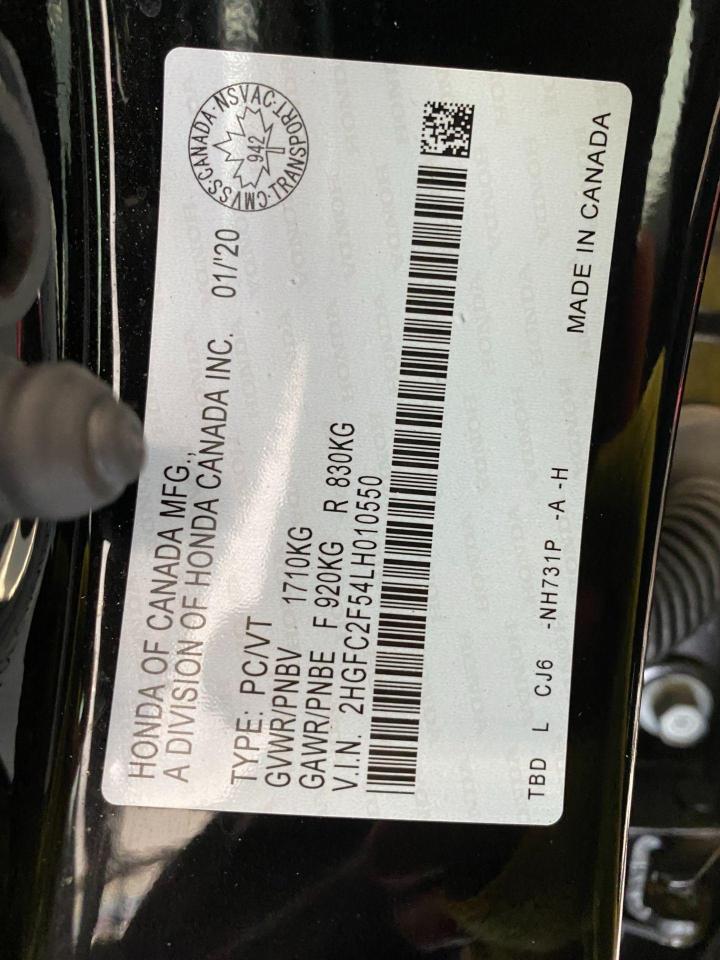 HONDA OF CANADA MFG.,
A DIVISION OF HONDA CANADA INC. 01/'20
CMVSS·CANADA·NSVAC·TRANSPORT·
942
TYPE: PC/VT
GVWR/PNBV 1710KG
GAWR/PNBE F 920KG R 830KG
V.I.N. 2HGFC2F54LH010550
TBD L CJ6 -NH731P -A -H
MADE IN CANADA